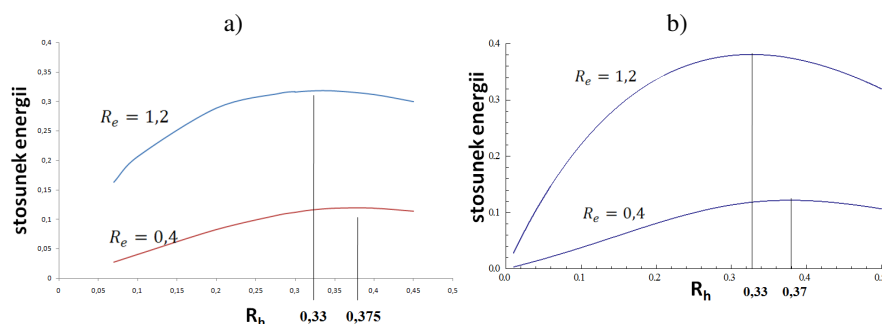 a)
stosunek energii
0,4
0,35
0,3
0,25
0,2
0,15
0,1
0,05
0
R_e = 1,2
R_e = 0,4
0 0,05 0,1 0,15 0,2 0,25 0,3 0,35 0,4 0,45 0,5
R_h 0,33 0,375
b)
stosunek energii
0.4
0.3
0.2
0.1
0.0
R_e = 1,2
R_e = 0,4
0.0 0.1 0.2 0.3 0.4
R_h 0,33 0,37